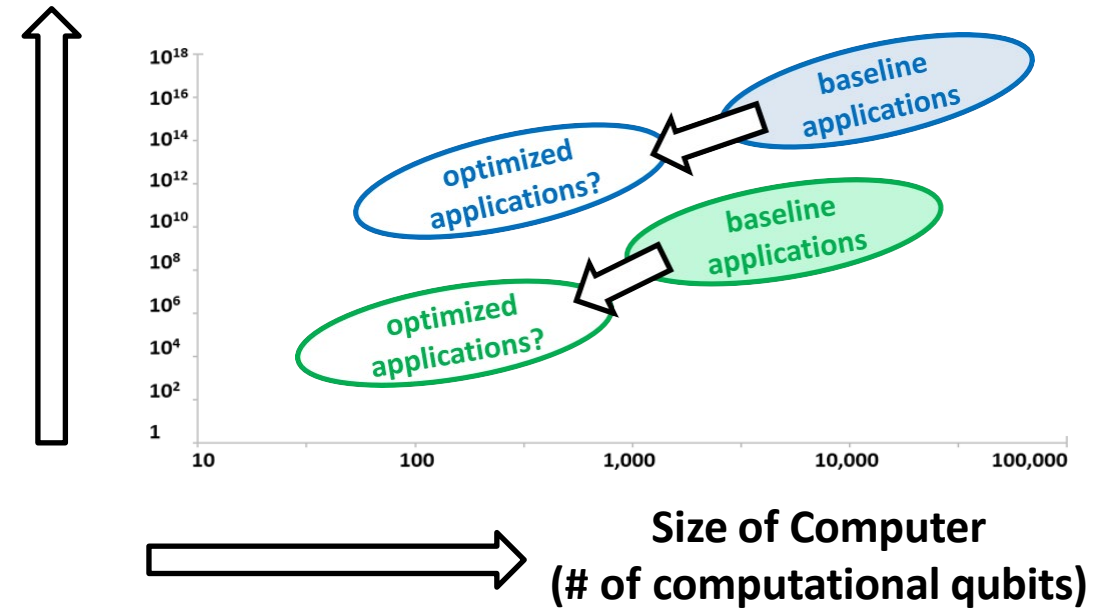 10¹⁸
10¹⁶
10¹⁴
10¹²
10¹⁰
10⁸
10⁶
10⁴
10²
1
baseline
applications
optimized
applications?
baseline
applications
optimized
applications?
10
100
1,000
10,000
100,000
Size of Computer
(# of computational qubits)